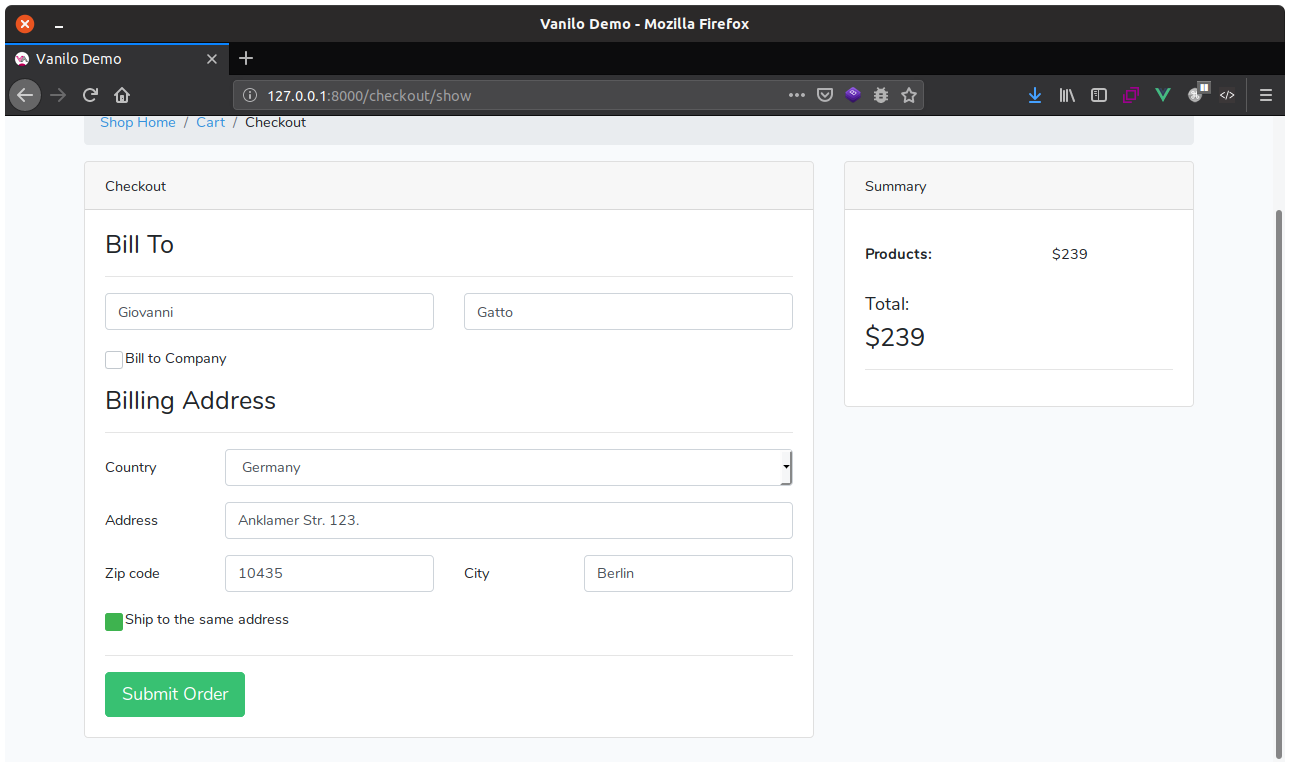 Vanilo Demo - Mozilla Firefox
Vanilo Demo
127.0.0.1:8000/checkout/show
Shop Home / Cart / Checkout
Checkout
Bill To
Giovanni Gatto
Bill to Company
Billing Address
Country Germany
Address Anklamer Str. 123.
Zip code 10435 City Berlin
Ship to the same address
Submit Order
Summary
Products: $239
Total:
$239